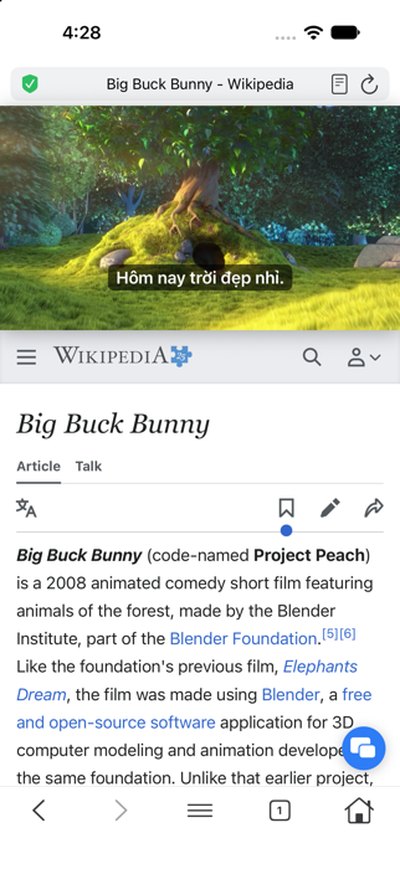 4:28
Big Buck Bunny - Wikipedia
Hôm nay trời đẹp nhỉ.
WIKIPEDIA 25
Big Buck Bunny
Article Talk
Big Buck Bunny (code-named Project Peach)
is a 2008 animated comedy short film featuring
animals of the forest, made by the Blender
Institute, part of the Blender Foundation.[5][6]
Like the foundation's previous film, Elephants
Dream, the film was made using Blender, a free
and open-source software application for 3D
computer modeling and animation develope
the same foundation. Unlike that earlier project,
1